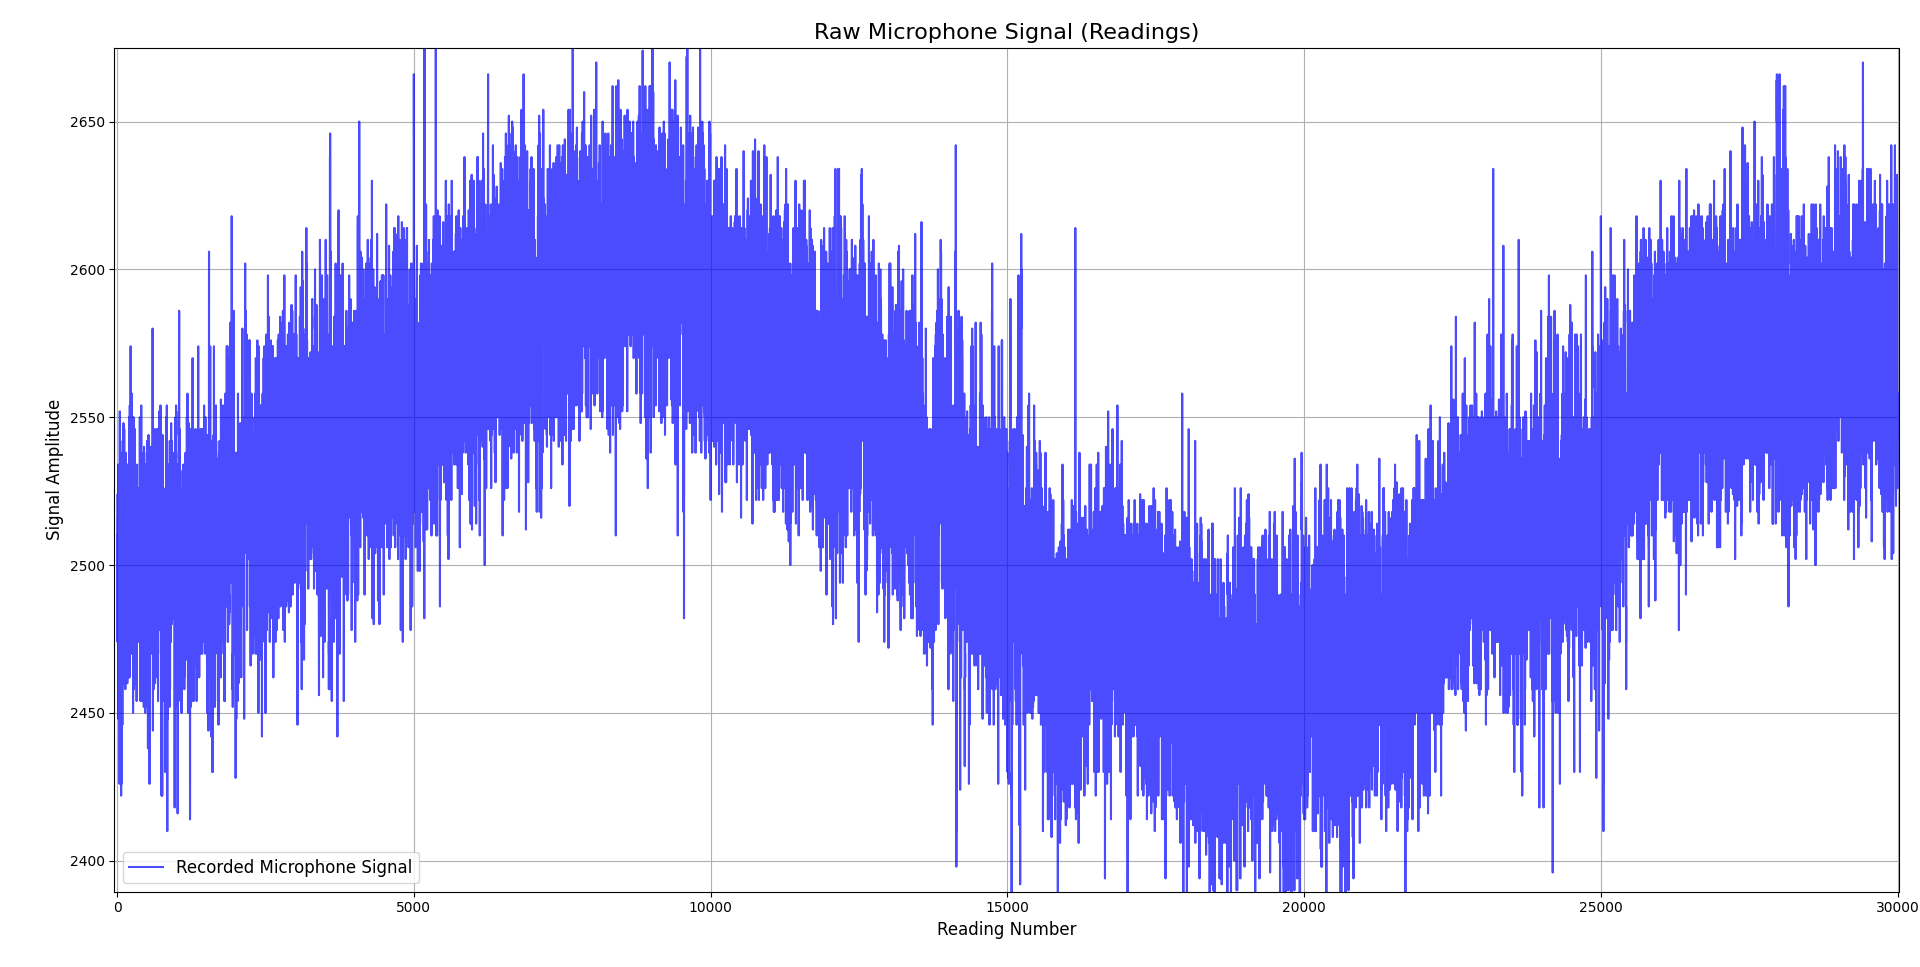 Raw Microphone Signal (Readings)
Signal Amplitude
2650
2600
2550
2500
2450
2400
Recorded Microphone Signal
0 5000 10000 15000 20000 25000 30000
Reading Number